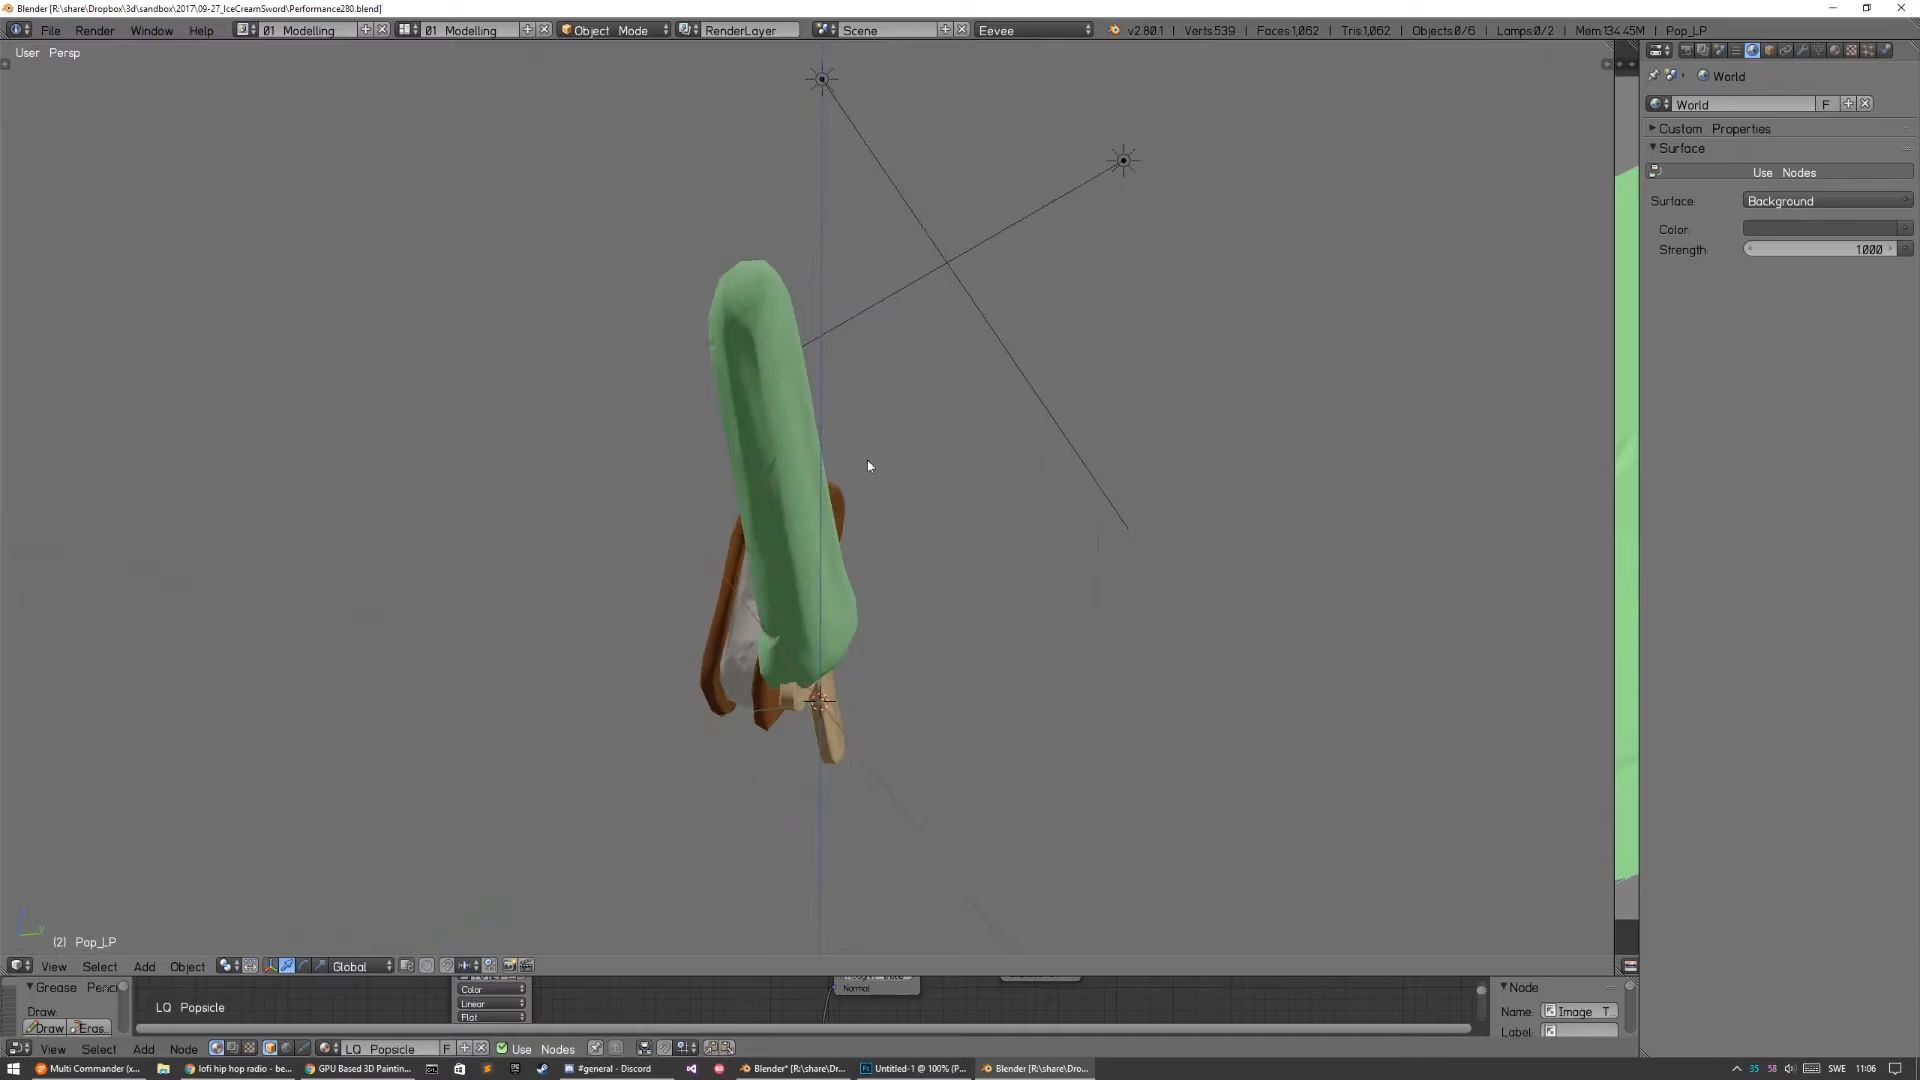 Blender [R:\share\Dropbox\3d\sandbox\2017\09-27_IceCreamSword\Performance280.blend]
File Render Window Help 01 Modelling 01 Modelling Object Mode RenderLayer Scene Eevee v2.80.1 | Verts:539 | Faces:1,062 | Tris:1,062 | Objects:0/6 | Lamps:0/2 | Mem:134.45M | Pop_LP
User Persp
World
World F
Custom Properties
Surface
Use Nodes
Surface: Background
Color:
Strength: 1.000
(2) Pop_LP
View Select Add Object Global
Grease Pencil
Draw:
Draw Eras...
LQ Popsicle
Color
Linear
Flat
Normal
Node
Name: Image T...
Label:
View Select Add Node LQ Popsicle F Use Nodes
Multi Commander (x... lofi hip hop radio - be... GPU Based 3D Paintin... #general - Discord Blender* [R:\share\Dr... Untitled-1 @ 100% (P... Blender [R:\share\Dro... 35 58 SWE 11:06